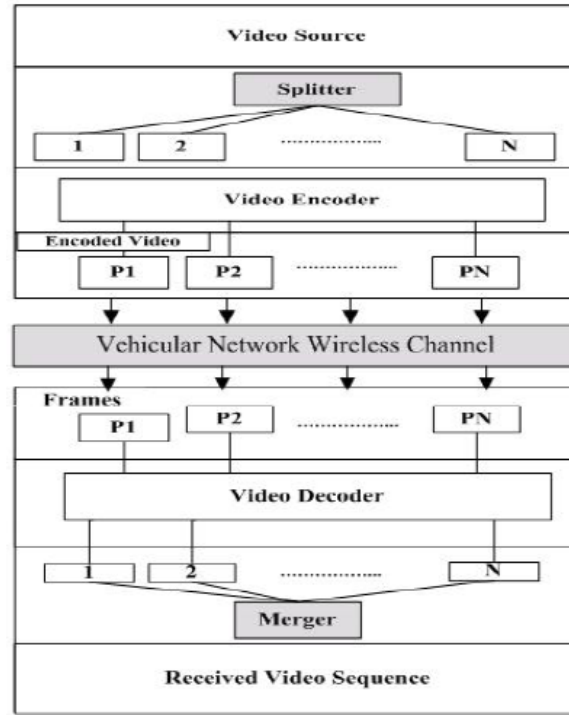 Video Source
Splitter
1 2 ................... N
Video Encoder
Encoded Video
P1 P2 ................... PN
Vehicular Network Wireless Channel
Frames
P1 P2 ................... PN
Video Decoder
1 2 ................... N
Merger
Received Video Sequence